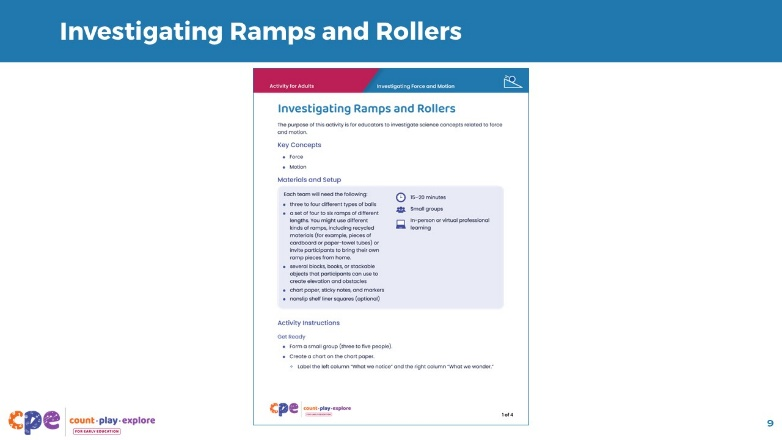 Investigating Ramps and Rollers
Activity for Adults
Investigating Force and Motion
Investigating Ramps and Rollers
The purpose of this activity is for educators to investigate science concepts related to force
and motion.
Key Concepts
Force
Motion
Materials and Setup
Each team will need the following:
three to four different types of balls
a set of four to six ramps of different
lengths. You might use different
kinds of ramps, including recycled
materials (for example, pieces of
cardboard or paper-towel tubes) or
invite participants to bring their own
ramp pieces from home.
several blocks, books, or stackable
objects that participants can use to
create elevation and obstacles
chart paper, sticky notes, and markers
nonslip shelf liner squares (optional)
15–20 minutes
Small groups
In-person or virtual professional
learning
Activity Instructions
Get Ready
Form a small group (three to five people).
Create a chart on the chart paper.
Label the left column “What we notice” and the right column “What we wonder.”
cpe count·play·explore
1 of 4
cpe count·play·explore
FOR EARLY EDUCATION
9